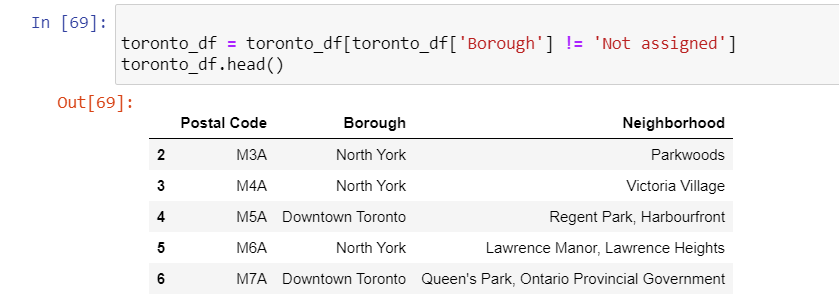 In [69]:
toronto_df = toronto_df[toronto_df['Borough'] != 'Not assigned']
toronto_df.head()
Out[69]:
Postal Code Borough Neighborhood
2 M3A North York Parkwoods
3 M4A North York Victoria Village
4 M5A Downtown Toronto Regent Park, Harbourfront
5 M6A North York Lawrence Manor, Lawrence Heights
6 M7A Downtown Toronto Queen's Park, Ontario Provincial Government